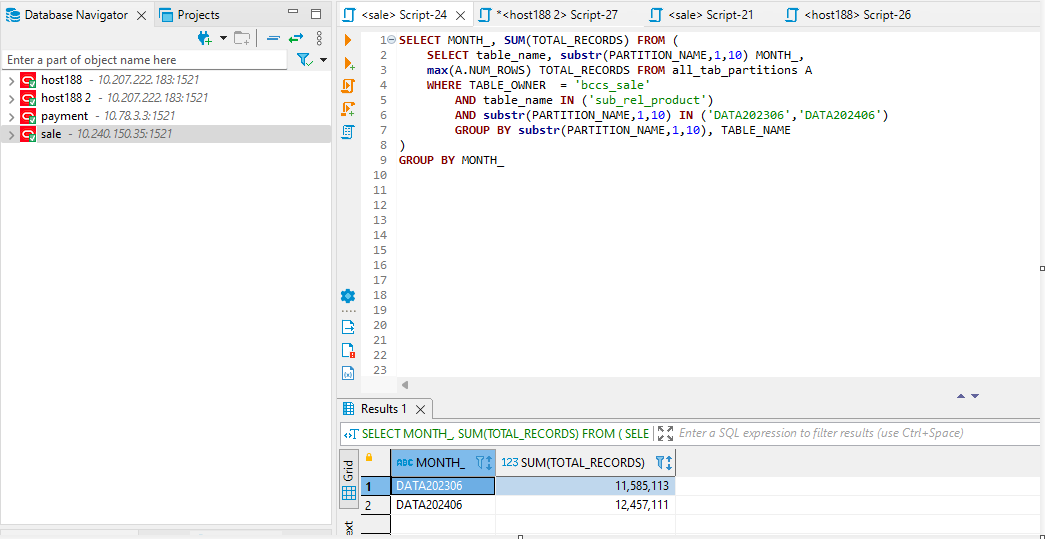 Database Navigator
Projects
Enter a part of object name here
host188 - 10.207.222.183:1521
host188 2 - 10.207.222.183:1521
payment - 10.78.3.3:1521
sale - 10.240.150.35:1521
<sale> Script-24
*<host188 2> Script-27
<sale> Script-21
<host188> Script-26
1 SELECT MONTH_, SUM(TOTAL_RECORDS) FROM (
2 SELECT table_name, substr(PARTITION_NAME,1,10) MONTH_,
3 max(A.NUM_ROWS) TOTAL_RECORDS FROM all_tab_partitions A
4 WHERE TABLE_OWNER = 'bccs_sale'
5 AND table_name IN ('sub_rel_product')
6 AND substr(PARTITION_NAME,1,10) IN ('DATA202306','DATA202406')
7 GROUP BY substr(PARTITION_NAME,1,10), TABLE_NAME
8 )
9 GROUP BY MONTH_
10
11
12
13
14
15
16
17
18
19
20
21
22
23
Results 1
SELECT MONTH_, SUM(TOTAL_RECORDS) FROM ( SELE
Enter a SQL expression to filter results (use Ctrl+Space)
Grid
ABC MONTH_
123 SUM(TOTAL_RECORDS)
1 DATA202306 11,585,113
2 DATA202406 12,457,111